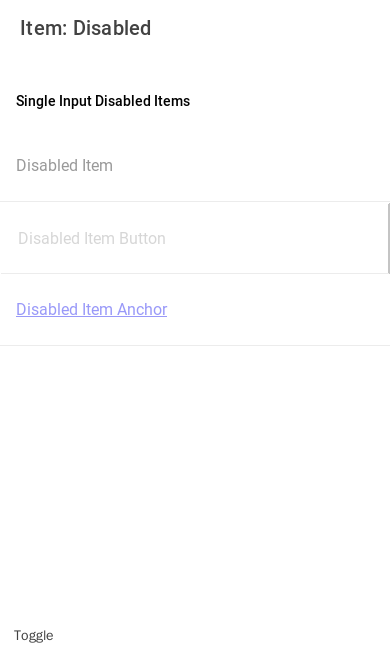 Item: Disabled
Single Input Disabled Items
Disabled Item
Disabled Item Button
Disabled Item Anchor
Toggle